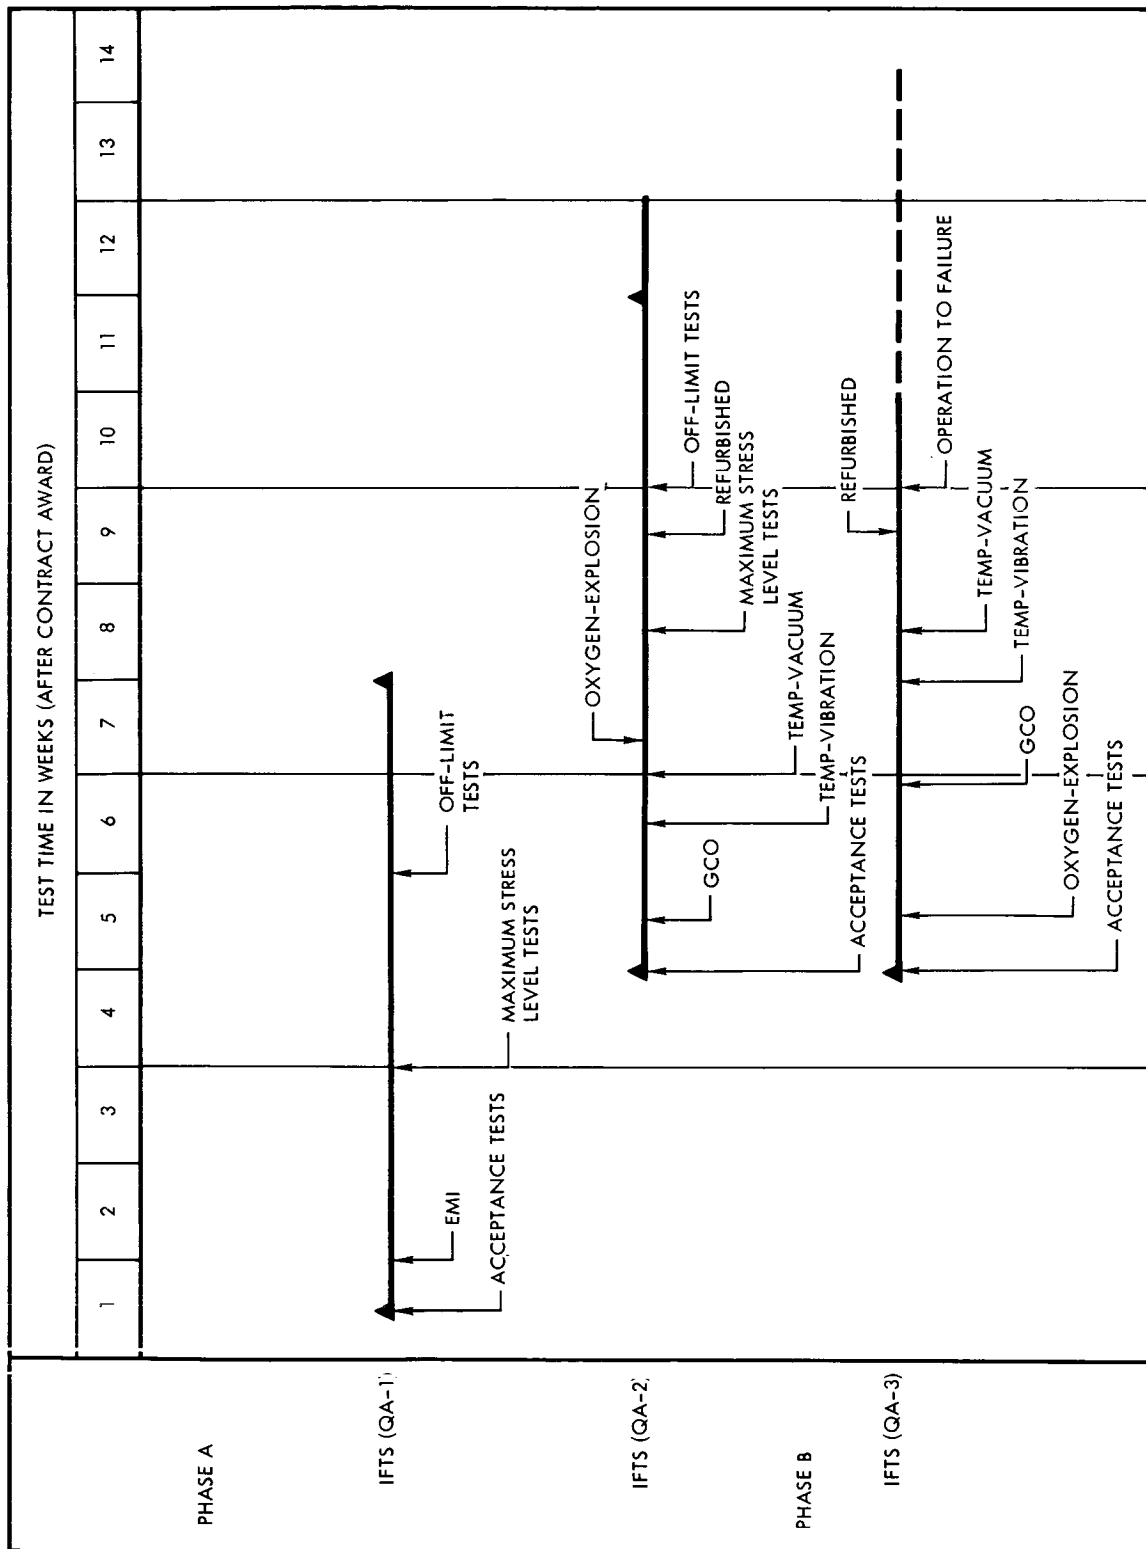 TEST TIME IN WEEKS (AFTER CONTRACT AWARD)
1 2 3 4 5 6 7 8 9 10 11 12 13 14
PHASE A
IFTS (QA-1)
ACCEPTANCE TESTS
EMI
MAXIMUM STRESS
LEVEL TESTS
OFF-LIMIT
TESTS
IFTS (QA-2)
ACCEPTANCE TESTS
GCO
TEMP-VIBRATION
TEMP-VACUUM
OXYGEN-EXPLOSION
MAXIMUM STRESS
LEVEL TESTS
REFURBISHED
OFF-LIMIT TESTS
PHASE B
IFTS (QA-3)
ACCEPTANCE TESTS
OXYGEN-EXPLOSION
GCO
TEMP-VIBRATION
TEMP-VACUUM
REFURBISHED
OPERATION TO FAILURE